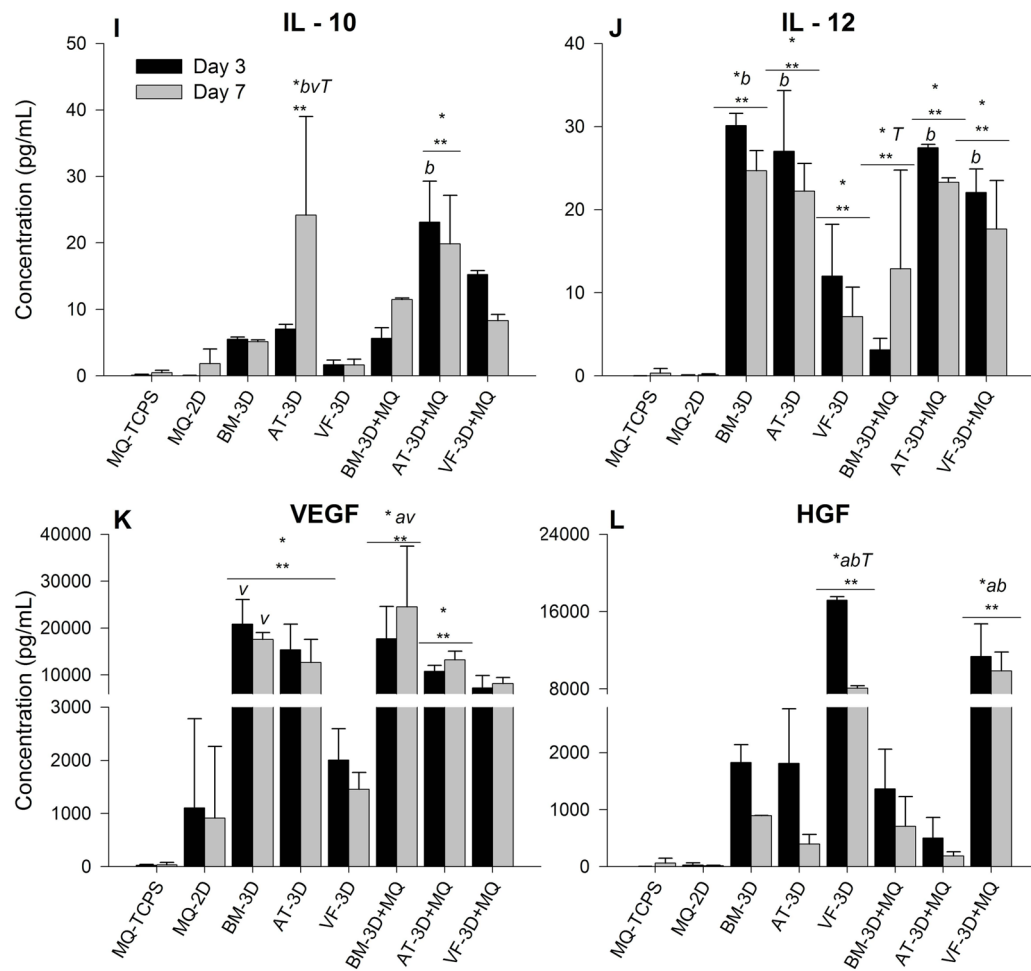 I
IL - 10
50
40
30
20
10
0
Concentration (pg/mL)
Day 3
Day 7
*bvT
**
*
**
b
MQ-TCPS
MQ-2D
BM-3D
AT-3D
VF-3D
BM-3D+MQ
AT-3D+MQ
VF-3D+MQ
J
IL - 12
40
30
20
10
0
*b
**
*
**
b
*
**
* T
**
*
**
b
*
**
b
MQ-TCPS
MQ-2D
BM-3D
AT-3D
VF-3D
BM-3D+MQ
AT-3D+MQ
VF-3D+MQ
K
VEGF
40000
30000
20000
10000
3000
2000
1000
0
Concentration (pg/mL)
*
**
v
v
* av
**
*
**
MQ-TCPS
MQ-2D
BM-3D
AT-3D
VF-3D
BM-3D+MQ
AT-3D+MQ
VF-3D+MQ
L
HGF
24000
16000
8000
2000
1000
0
*abT
**
*ab
**
MQ-TCPS
MQ-2D
BM-3D
AT-3D
VF-3D
BM-3D+MQ
AT-3D+MQ
VF-3D+MQ